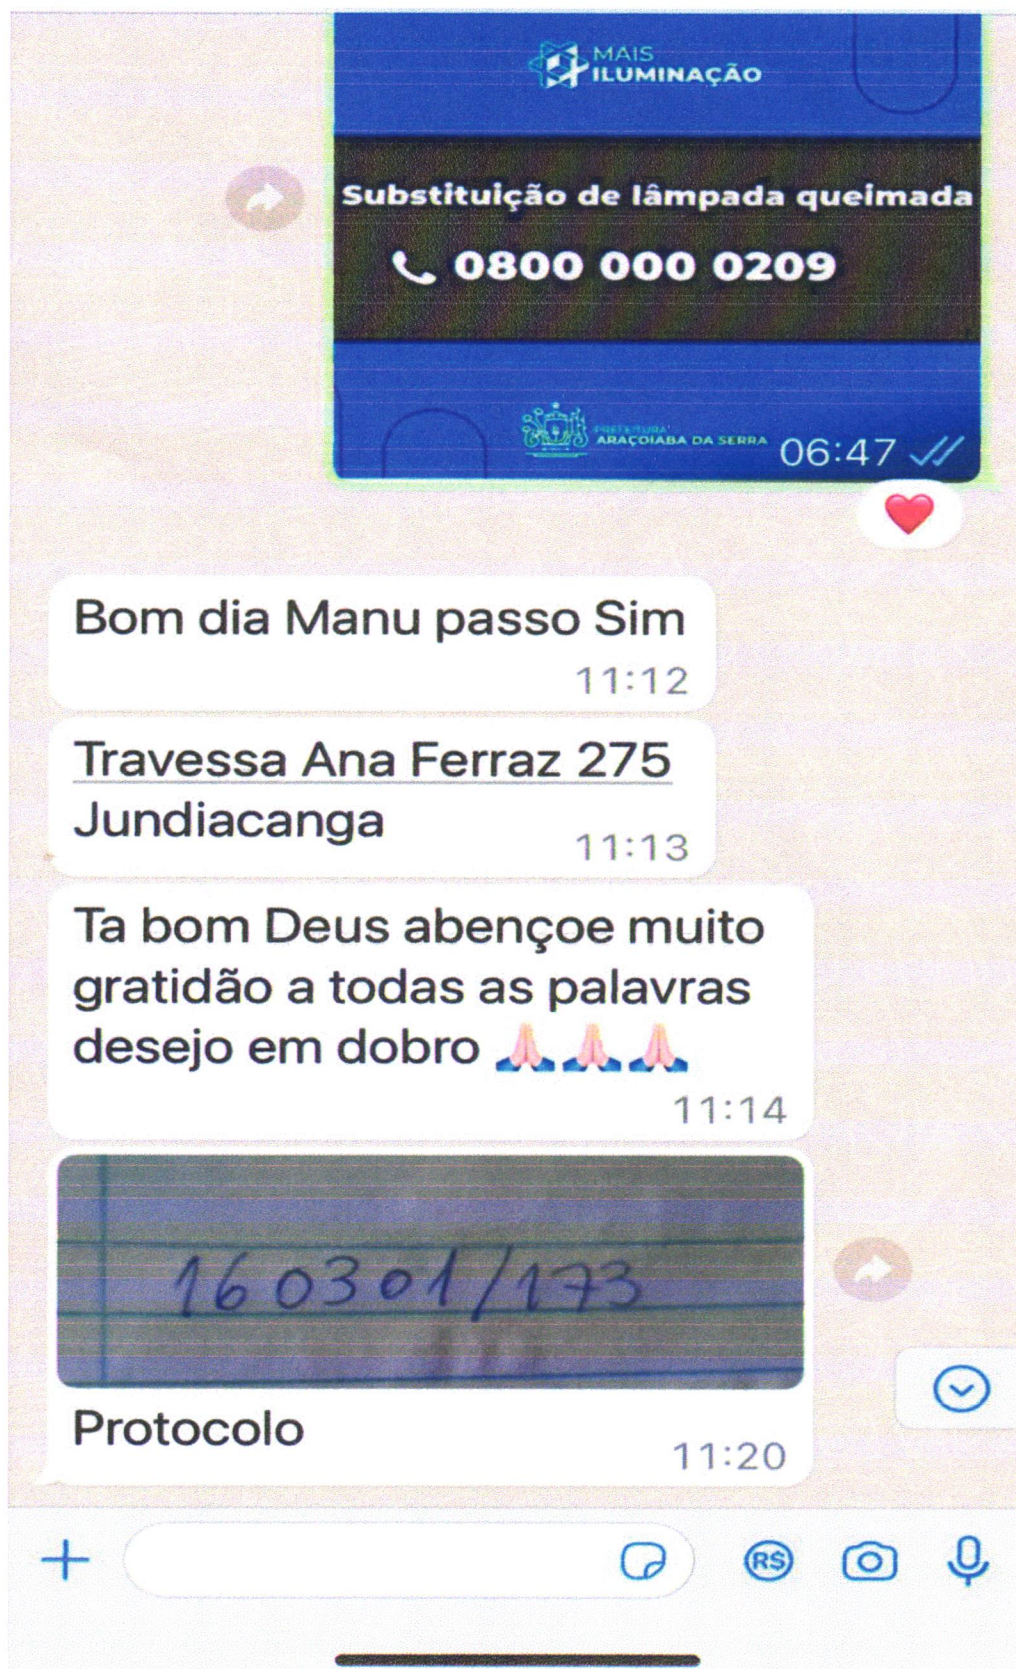 MAIS
ILUMINAÇÃO
Substituição de lâmpada queimada
0800 000 0209
PREFEITURA
ARAÇOIABA DA SERRA
06:47
Bom dia Manu passo Sim
11:12
Travessa Ana Ferraz 275
Jundiacanga
11:13
Ta bom Deus abençoe muito
gratidão a todas as palavras
desejo em dobro 🙏🏻🙏🏻🙏🏻
11:14
160301/173
Protocolo
11:20
R$